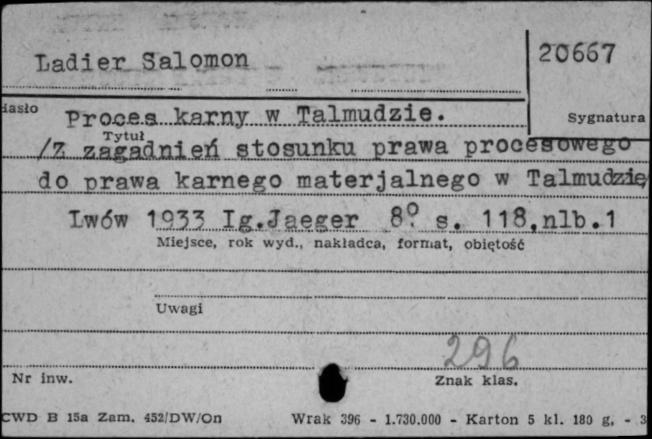 Ladier Salomon
20667
iasło
Proces karny w Talmudzie.
Sygnatura
Tytuł
/Z zagadnień stosunku prawa procesowego
do prawa karnego materjalnego w Talmudzie
Lwów 1933 Ig.Jaeger 8° s. 118,nlb.1
Miejsce, rok wyd., nakładca, format, objętość
Uwagi
296
Nr inw.
Znak klas.
CWD B 15a Zam. 452/DW/On Wrak 396 - 1.730.000 - Karton 5 kl. 180 g, - 3